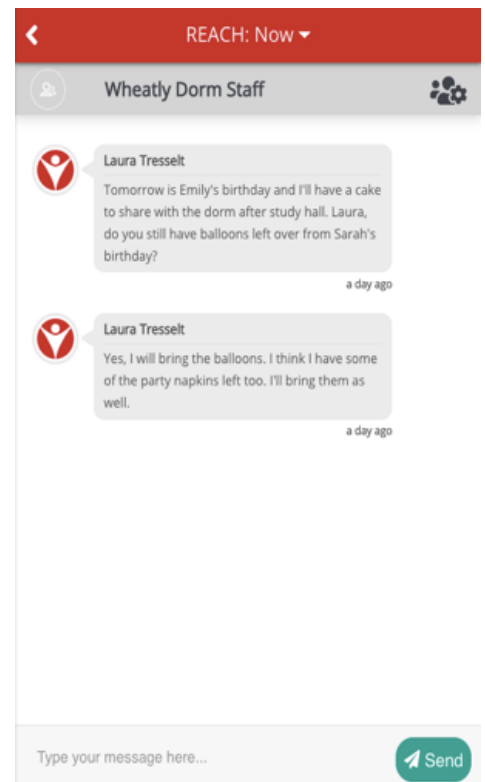 REACH: Now
Wheatly Dorm Staff
Laura Tresselt
Tomorrow is Emily's birthday and I'll have a cake
to share with the dorm after study hall. Laura,
do you still have balloons left over from Sarah's
birthday?
a day ago
Laura Tresselt
Yes, I will bring the balloons. I think I have some
of the party napkins left too. I'll bring them as
well.
a day ago
Type your message here...
Send